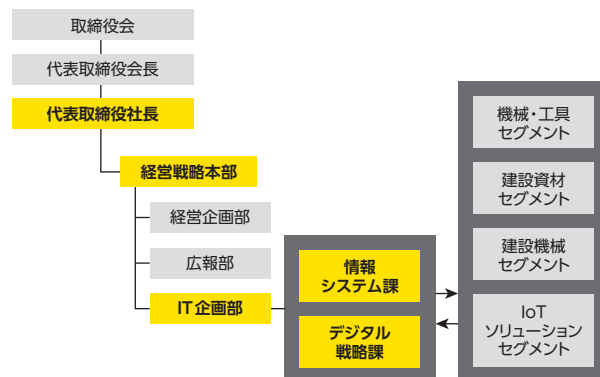 取締役会
代表取締役会長
代表取締役社長
経営戦略本部
経営企画部
広報部
IT企画部
情報
システム課
デジタル
戦略課
機械・工具
セグメント
建設資材
セグメント
建設機械
セグメント
IoT
ソリューション
セグメント